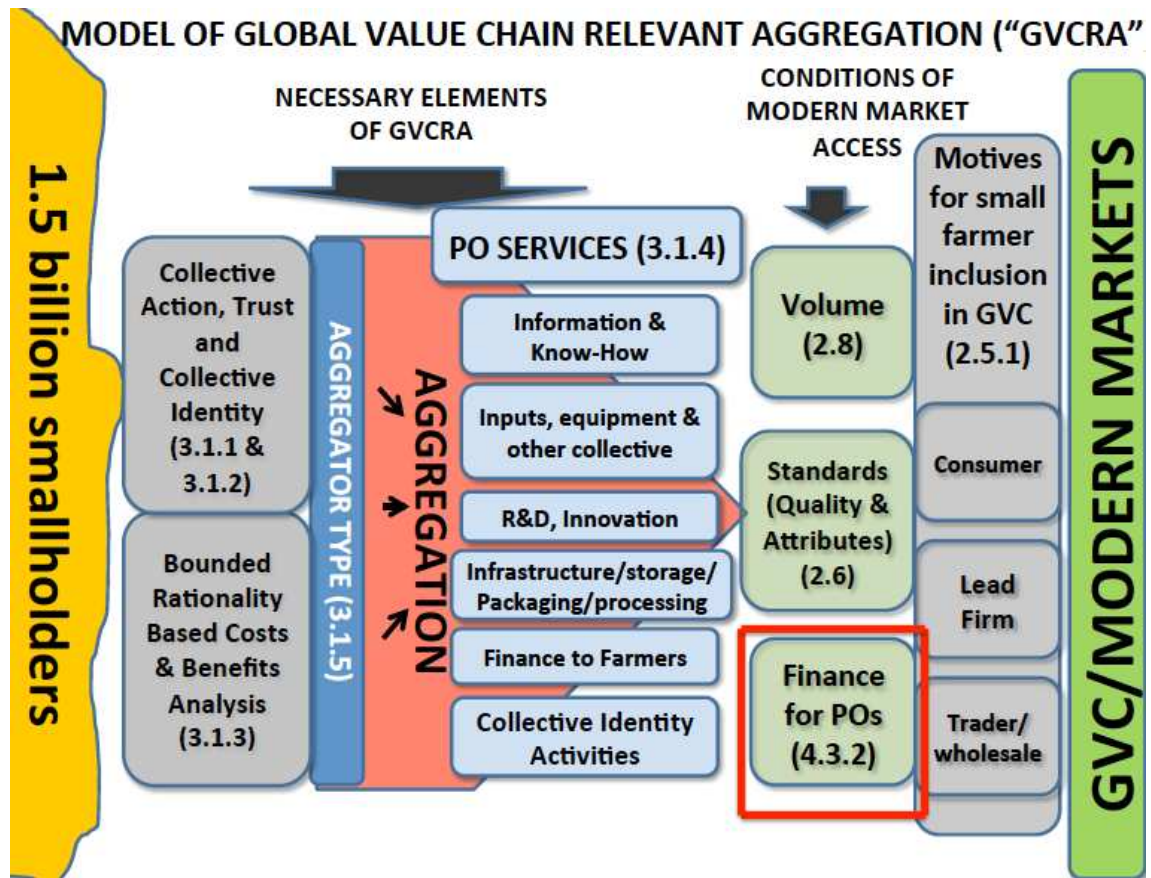 MODEL OF GLOBAL VALUE CHAIN RELEVANT AGGREGATION ("GVCRA"
NECESSARY ELEMENTS
OF GVCRA
CONDITIONS OF
MODERN MARKET
ACCESS
1.5 billion smallholders
Collective
Action, Trust
and
Collective
Identity
(3.1.1 &
3.1.2)
Bounded
Rationality
Based Costs
& Benefits
Analysis
(3.1.3)
AGGREGATOR TYPE (3.1.5)
AGGREGATION
PO SERVICES (3.1.4)
Information &
Know-How
Inputs, equipment &
other collective
R&D, Innovation
Infrastructure/storage/
Packaging/processing
Finance to Farmers
Collective Identity
Activities
Volume
(2.8)
Standards
(Quality &
Attributes)
(2.6)
Finance
for POs
(4.3.2)
Motives
for small
farmer
inclusion
in GVC
(2.5.1)
Consumer
Lead
Firm
Trader/
wholesale
GVC/MODERN MARKETS